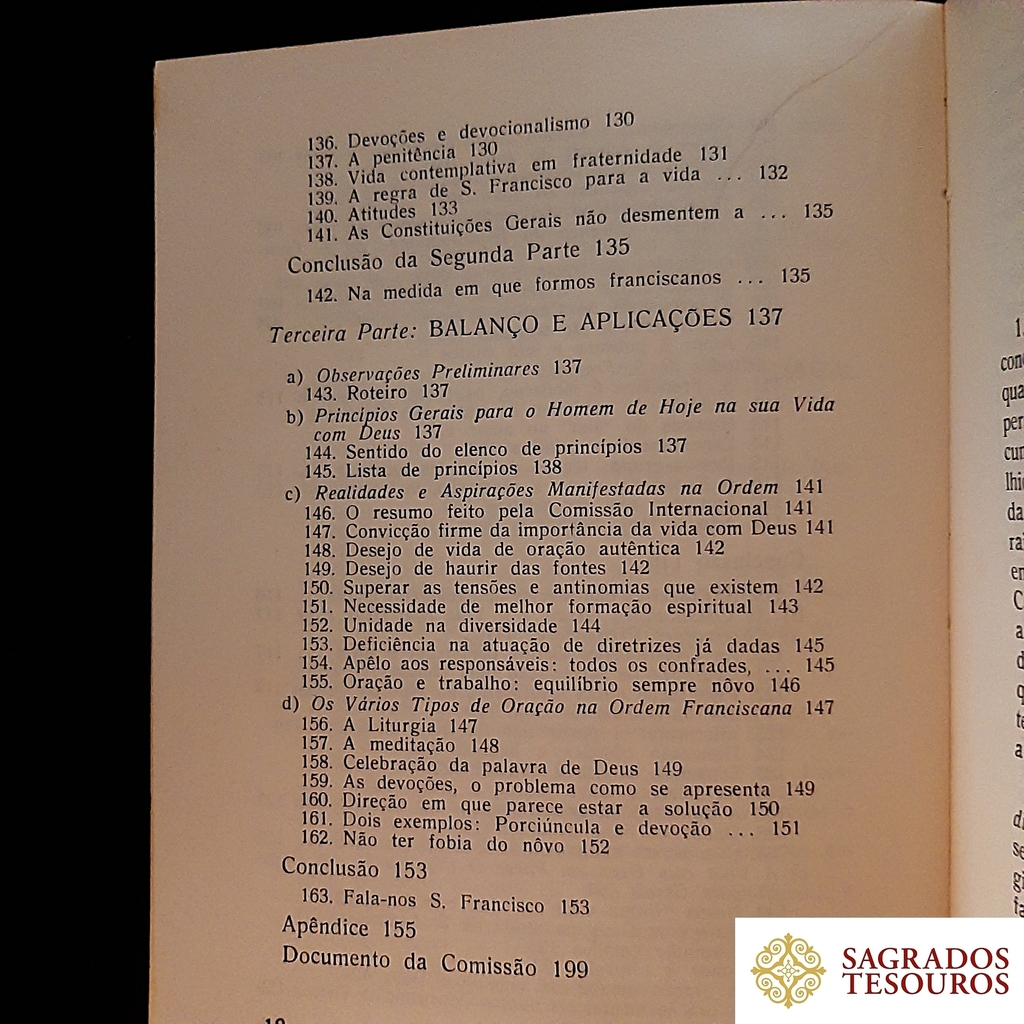 136. Devoções e devocionalismo 130
137. A penitência 130
138. Vida contemplativa em fraternidade 131
139. A regra de S. Francisco para a vida ... 132
140. Atitudes 133
141. As Constituições Gerais não desmentem a ... 135
Conclusão da Segunda Parte 135
142. Na medida em que formos franciscanos ... 135
Terceira Parte: BALANÇO E APLICAÇÕES 137
a) Observações Preliminares 137
143. Roteiro 137
b) Princípios Gerais para o Homem de Hoje na sua Vida
com Deus 137
144. Sentido do elenco de princípios 137
145. Lista de princípios 138
c) Realidades e Aspirações Manifestadas na Ordem 141
146. O resumo feito pela Comissão Internacional 141
147. Convicção firme da importância da vida com Deus 141
148. Desejo de vida de oração autêntica 142
149. Desejo de haurir das fontes 142
150. Superar as tensões e antinomias que existem 142
151. Necessidade de melhor formação espiritual 143
152. Unidade na diversidade 144
153. Deficiência na atuação de diretrizes já dadas 145
154. Apêlo aos responsáveis: todos os confrades, ... 145
155. Oração e trabalho: equilíbrio sempre nôvo 146
d) Os Vários Tipos de Oração na Ordem Franciscana 147
156. A Liturgia 147
157. A meditação 148
158. Celebração da palavra de Deus 149
159. As devoções, o problema como se apresenta 149
160. Direção em que parece estar a solução 150
161. Dois exemplos: Porciúncula e devoção ... 151
162. Não ter fobia do nôvo 152
Conclusão 153
163. Fala-nos S. Francisco 153
Apêndice 155
Documento da Comissão 199
SAGRADOS
TESOUROS